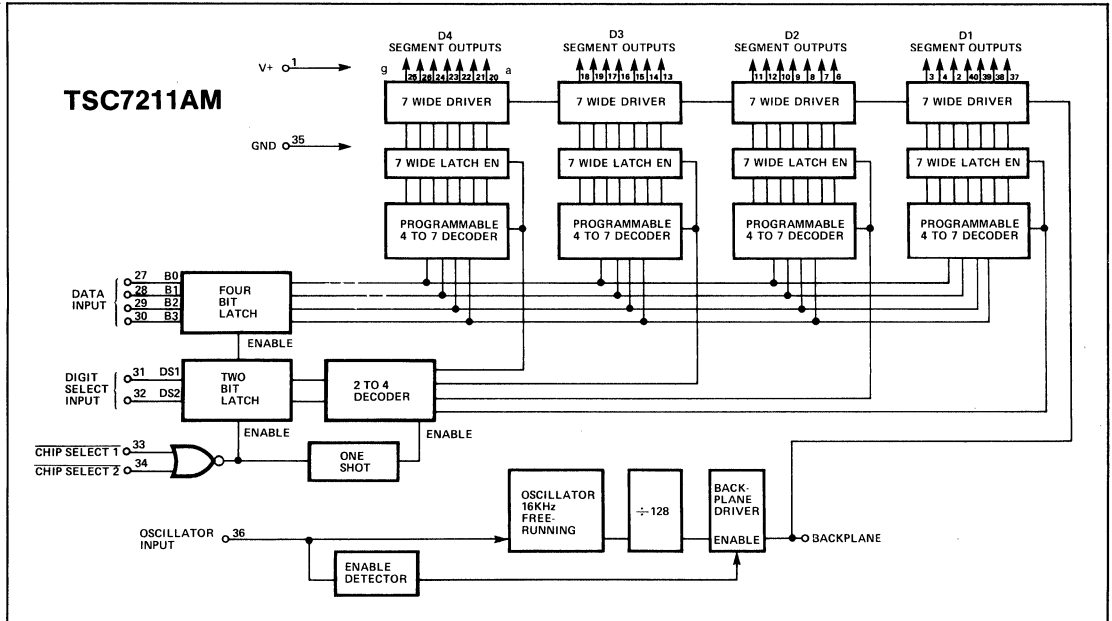 TSC7211AM
V+ 1
GND 35
D4
SEGMENT OUTPUTS
g 25 26 24 23 22 21 20 a
7 WIDE DRIVER
7 WIDE LATCH EN
PROGRAMMABLE
4 TO 7 DECODER
D3
SEGMENT OUTPUTS
18 19 17 16 15 14 13
7 WIDE DRIVER
7 WIDE LATCH EN
PROGRAMMABLE
4 TO 7 DECODER
D2
SEGMENT OUTPUTS
11 12 10 9 8 7 6
7 WIDE DRIVER
7 WIDE LATCH EN
PROGRAMMABLE
4 TO 7 DECODER
D1
SEGMENT OUTPUTS
3 4 2 40 39 38 37
7 WIDE DRIVER
7 WIDE LATCH EN
PROGRAMMABLE
4 TO 7 DECODER
DATA
INPUT
27 B0
28 B1
29 B2
30 B3
FOUR
BIT
LATCH
ENABLE
DIGIT
SELECT
INPUT
31 DS1
32 DS2
TWO
BIT
LATCH
ENABLE
2 TO 4
DECODER
ENABLE
CHIP SELECT 1 33
CHIP SELECT 2 34
ONE
SHOT
OSCILLATOR
INPUT
36
OSCILLATOR
16KHz
FREE-
RUNNING
÷128
BACK-
PLANE
DRIVER
ENABLE
BACKPLANE
ENABLE
DETECTOR